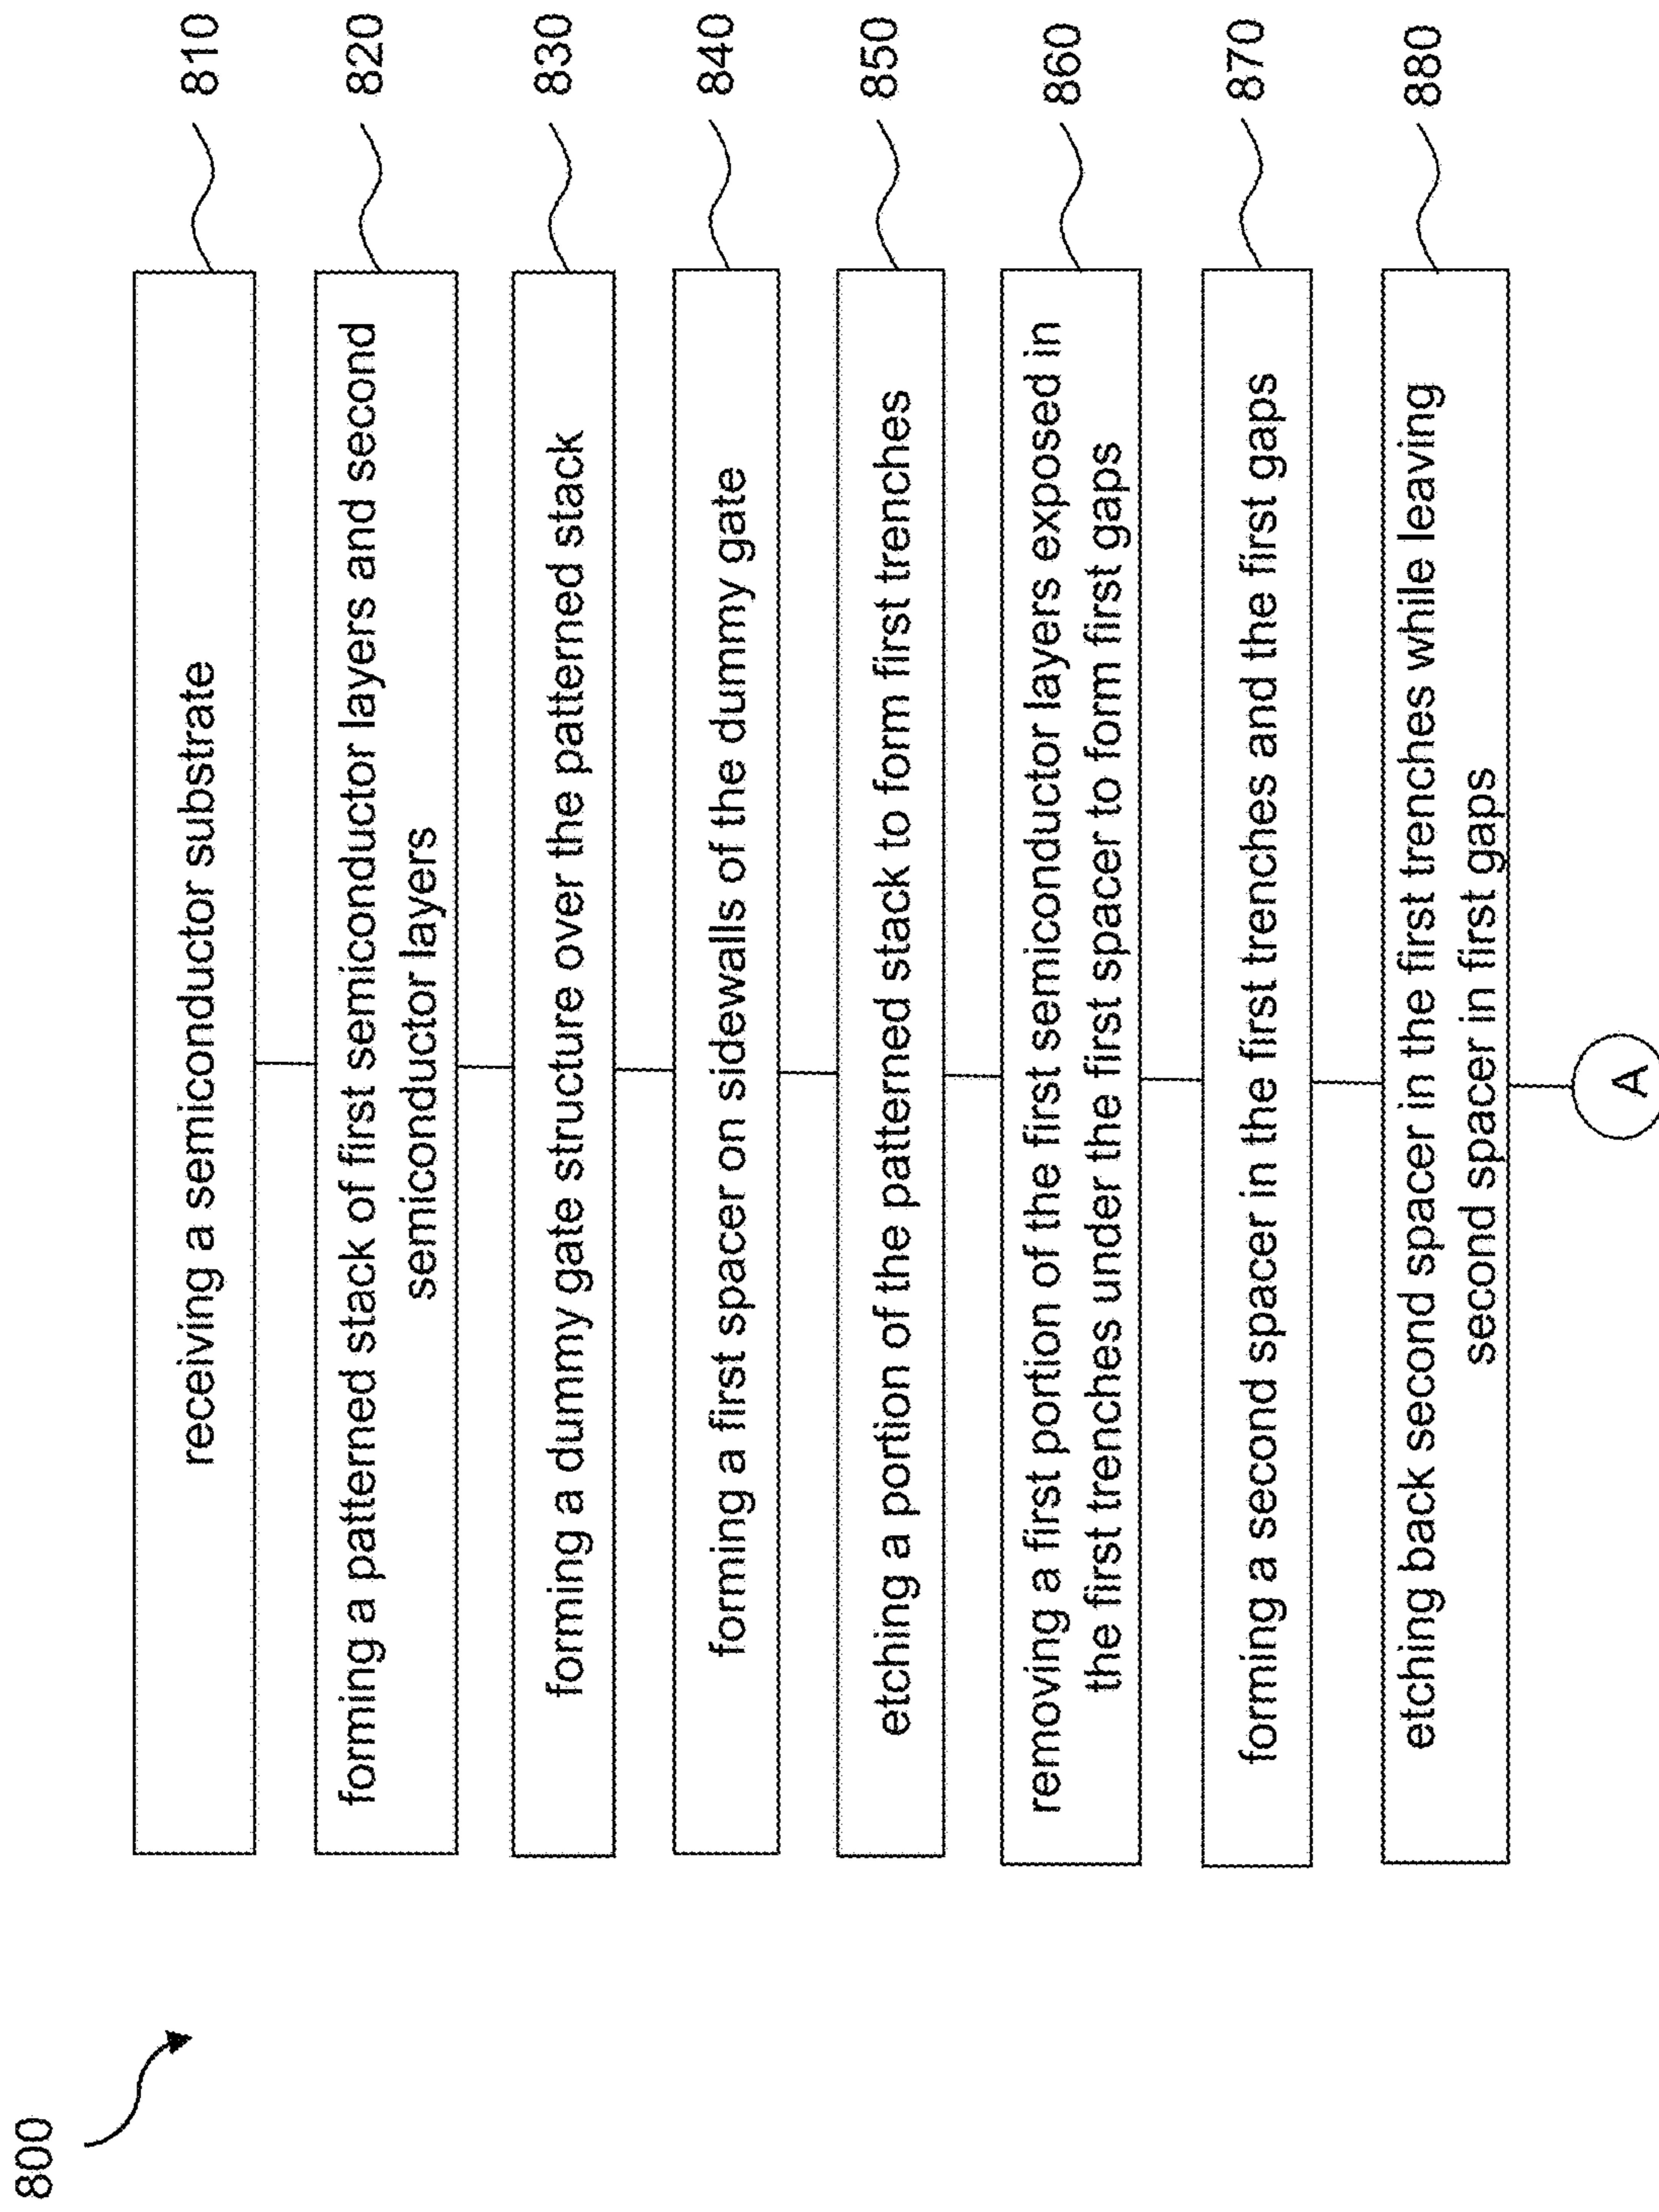 800
receiving a semiconductor substrate
810
forming a patterned stack of first semiconductor layers and second
semiconductor layers
820
forming a dummy gate structure over the patterned stack
830
forming a first spacer on sidewalls of the dummy gate
840
etching a portion of the patterned stack to form first trenches
850
removing a first portion of the first semiconductor layers exposed in
the first trenches under the first spacer to form first gaps
860
forming a second spacer in the first trenches and the first gaps
870
etching back second spacer in the first trenches while leaving
second spacer in first gaps
880
A